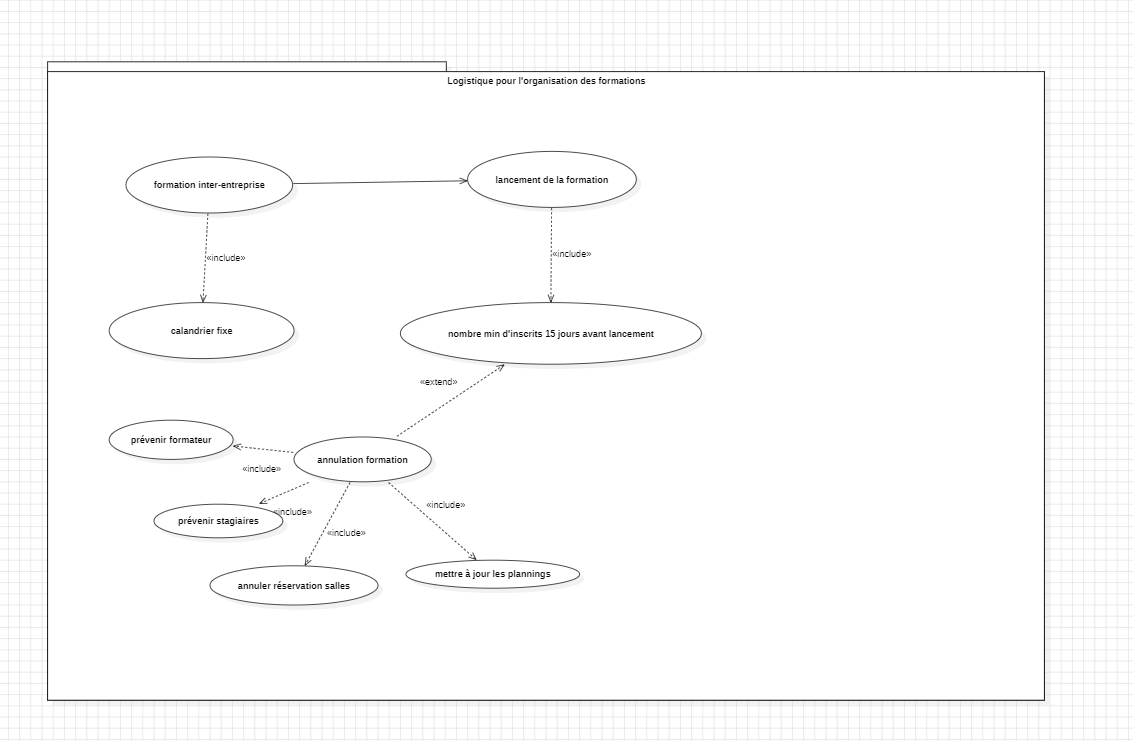 Logistique pour l'organisation des formations
formation inter-entreprise
lancement de la formation
«include»
«include»
calandrier fixe
nombre min d'inscrits 15 jours avant lancement
«extend»
prévenir formateur
annulation formation
«include»
«include»
«include»
prévenir stagiaires
«include»
mettre à jour les plannings
annuler réservation salles